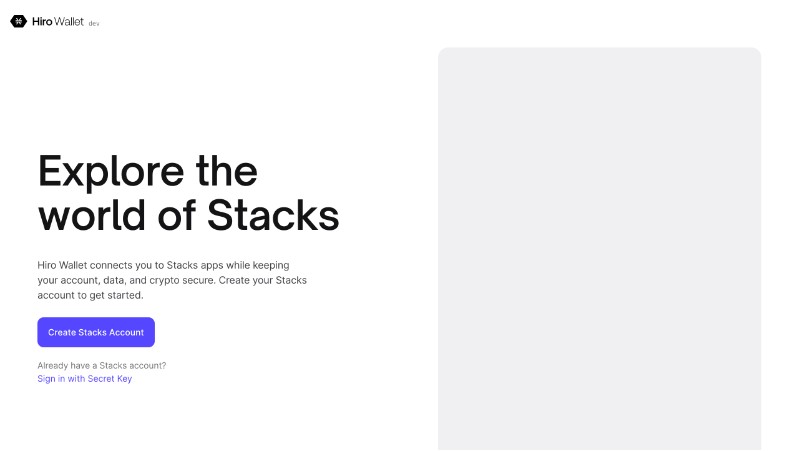 Hiro Wallet dev
Explore the
world of Stacks
Hiro Wallet connects you to Stacks apps while keeping
your account, data, and crypto secure. Create your Stacks
account to get started.
Create Stacks Account
Already have a Stacks account?
Sign in with Secret Key